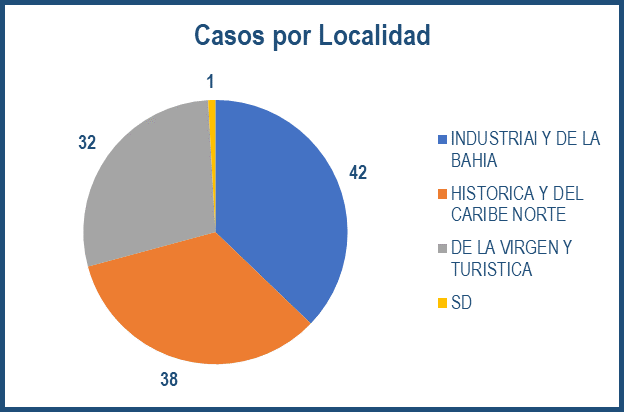 Casos por Localidad
1
32
42
38
INDUSTRIAl Y DE LA
BAHIA
HISTORICA Y DEL
CARIBE NORTE
DE LA VIRGEN Y
TURISTICA
SD